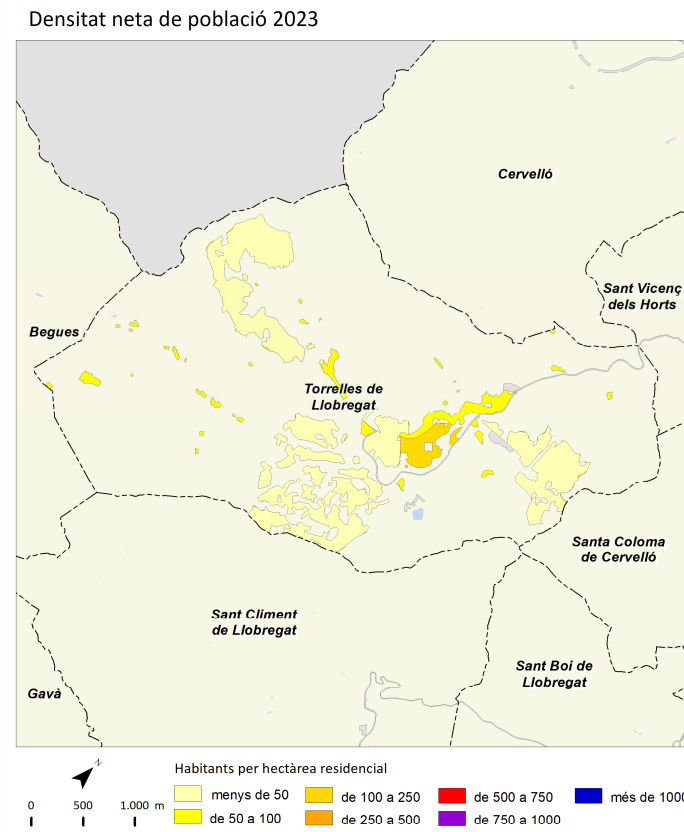 Densitat neta de població 2023
Cervelló
Sant Vicenç
dels Horts
Begues
Torrelles de
Llobregat
Santa Coloma
de Cervelló
Sant Climent
de Llobregat
Sant Boi de
Llobregat
Gavà
N
Habitants per hectàrea residencial
menys de 50
de 100 a 250
de 500 a 750
més de 1000
0 500 1.000 m
de 50 a 100
de 250 a 500
de 750 a 1000